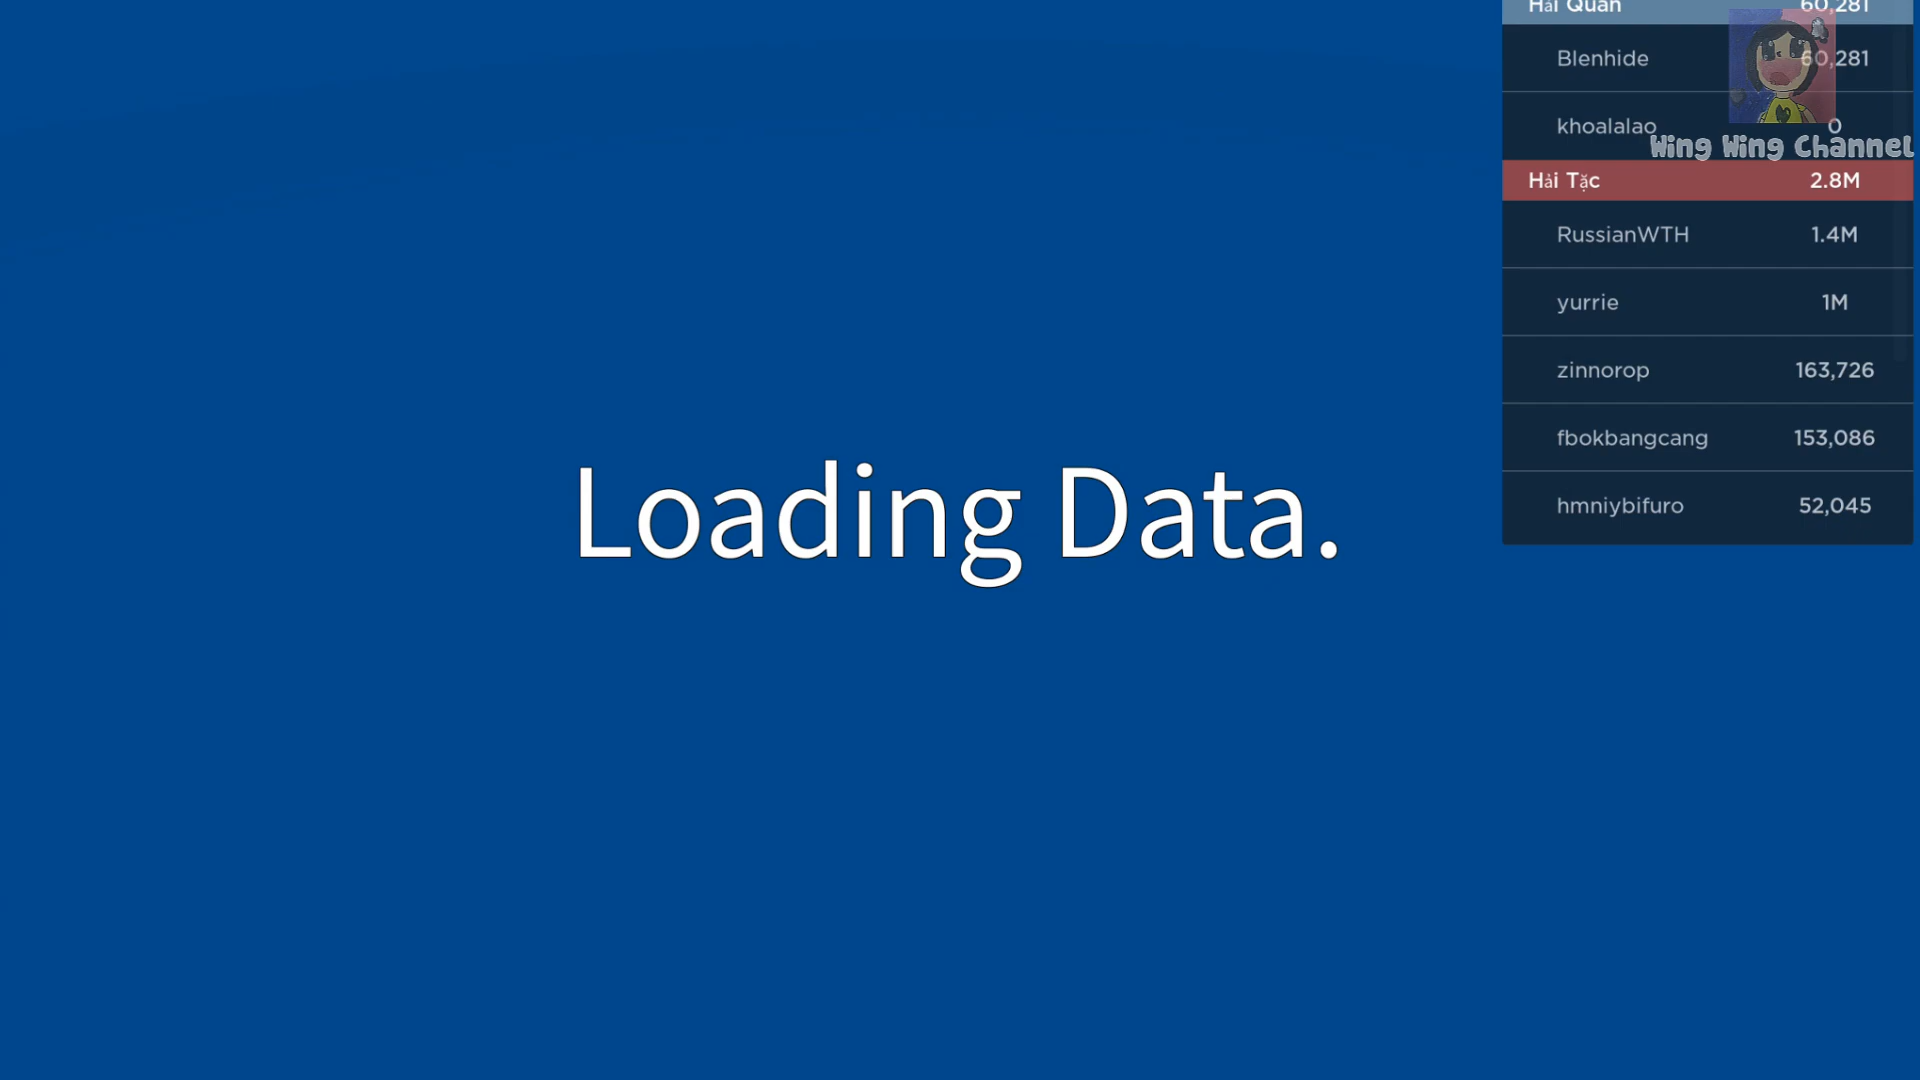 Hải Quân 60,281
Blenhide 60,281
khoalalao 0
Wing Wing Channel
Hải Tặc 2.8M
RussianWTH 1.4M
yurrie 1M
zinnorop 163,726
fbokbangcang 153,086
hmniybifuro 52,045
Loading Data.